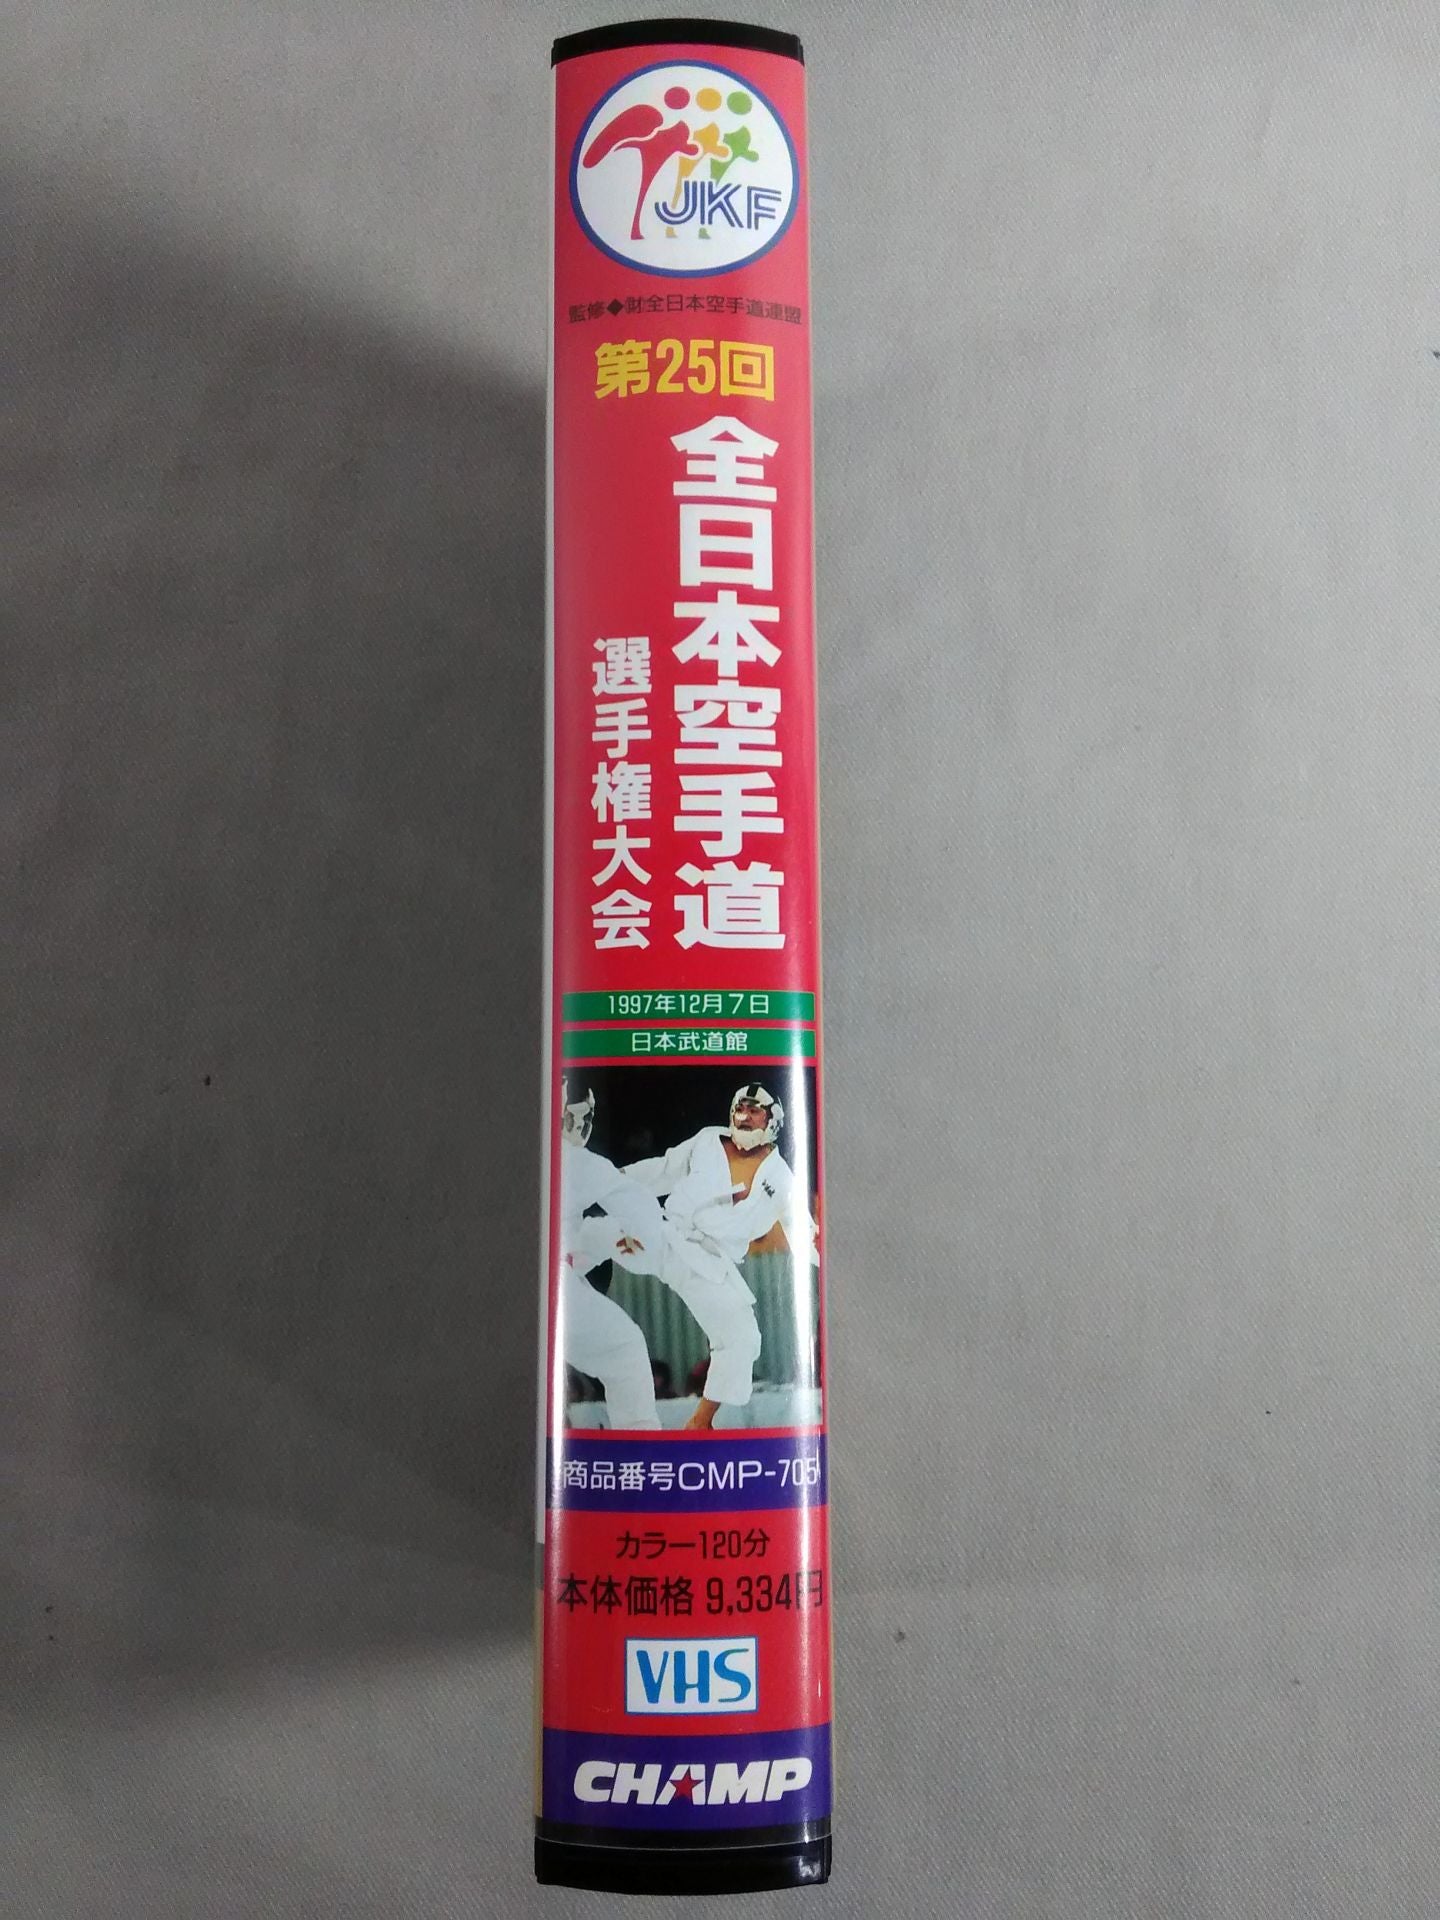 JKF
監修◆㈶全日本空手道連盟
第25回
全日本空手道
選手権大会
1997年12月7日
日本武道館
商品番号CMP-705
カラー120分
本体価格 9,334円
VHS
CHAMP